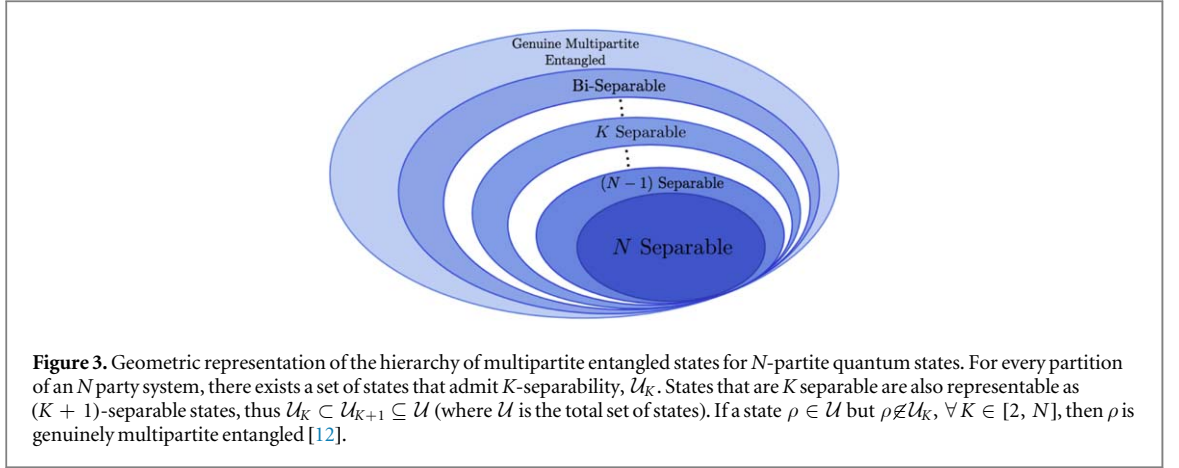 Genuine Multipartite
Entangled
Bi-Separable
K Separable
(N − 1) Separable
N Separable
Figure 3. Geometric representation of the hierarchy of multipartite entangled states for N-partite quantum states. For every partition
of an N party system, there exists a set of states that admit K-separability, 𝒰_K. States that are K separable are also representable as
(K + 1)-separable states, thus 𝒰_K ⊂ 𝒰_{K+1} ⊆ 𝒰 (where 𝒰 is the total set of states). If a state ρ ∈ 𝒰 but ρ∉𝒰_K, ∀ K ∈ [2, N], then ρ is
genuinely multipartite entangled [12].